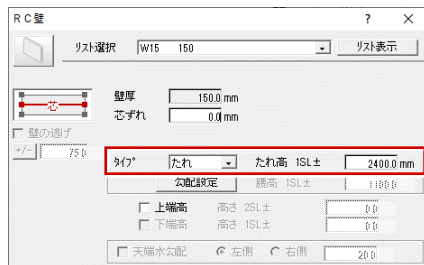 RC壁 ? ×
リスト選択 W15 150 リスト表示
壁厚 150.0 mm
芯
芯ずれ 0.0 mm
壁の逃げ
+/- 75.0
ﾀｲﾌﾟ たれ たれ高 1SL± 2400.0 mm
勾配設定 腰高 1SL± 1100.0
上端高 高さ 2SL± 0.0
下端高 高さ 1SL± 0.0
天端水勾配 左側 右側 20.0